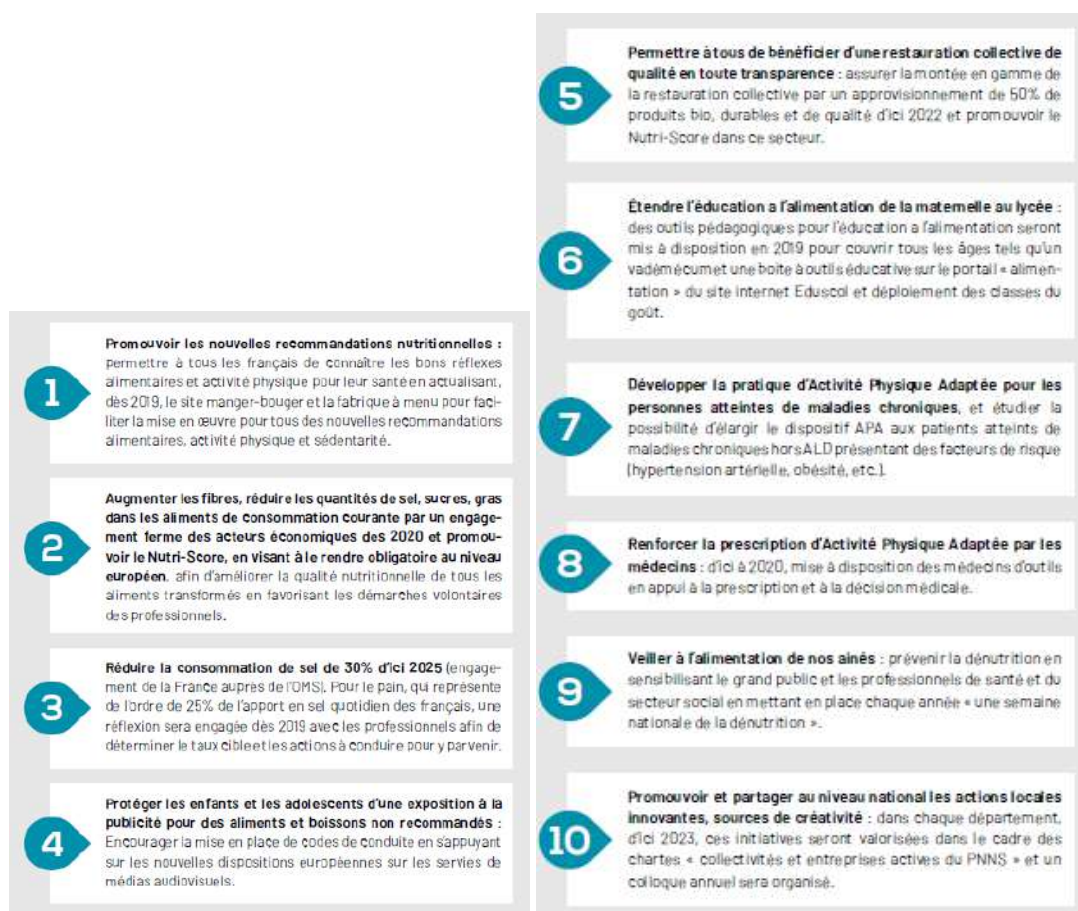 1
Promouvoir les nouvelles recommandations nutritionnelles :
permettre à tous les français de connaître les bons réflexes
alimentaires et activité physique pour leur santé en actualisant,
dès 2019, le site manger-bouger et la fabrique à menu pour faci-
liter la mise en œuvre pour tous des nouvelles recommandations
alimentaires, activité physique et sédentarité.
2
Augmenter les fibres, réduire les quantités de sel, sucres, gras
dans les aliments de consommation courante par un engage-
ment ferme des acteurs économiques des 2020 et promou-
voir le Nutri-Score, en visant à le rendre obligatoire au niveau
européen, afin d'améliorer la qualité nutritionnelle de tous les
aliments transformés en favorisant les démarches volontaires
des professionnels.
3
Réduire la consommation de sel de 30% d'ici 2025 (engage-
ment de la France auprès de l'OMS). Pour le pain, qui représente
de l'ordre de 25% de l'apport en sel quotidien des français, une
réflexion sera engagée dès 2019 avec les professionnels afin de
déterminer le taux cible et les actions à conduire pour y parvenir.
4
Protéger les enfants et les adolescents d'une exposition à la
publicité pour des aliments et boissons non recommandés :
Encourager la mise en place de codes de conduite en s'appuyant
sur les nouvelles dispositions européennes sur les servies de
médias audiovisuels.
5
Permettre à tous de bénéficier d'une restauration collective de
qualité en toute transparence : assurer la montée en gamme de
la restauration collective par un approvisionnement de 50% de
produits bio, durables et de qualité d'ici 2022 et promouvoir le
Nutri-Score dans ce secteur.
6
Étendre l'éducation a l'alimentation de la maternelle au lycée :
des outils pédagogiques pour l'éducation a l'alimentation seront
mis à disposition en 2019 pour couvrir tous les âges tels qu'un
vadémécum et une boite à outils éducative sur le portail « alimen-
tation » du site internet Eduscol et déploiement des classes du
goût.
7
Développer la pratique d'Activité Physique Adaptée pour les
personnes atteintes de maladies chroniques, et étudier la
possibilité d'élargir le dispositif APA aux patients atteints de
maladies chroniques hors ALD présentant des facteurs de risque
(hypertension artérielle, obésité, etc.).
8
Renforcer la prescription d'Activité Physique Adaptée par les
médecins : d'ici à 2020, mise à disposition des médecins d'outils
en appui à la prescription et à la décision médicale.
9
Veiller à l'alimentation de nos ainés : prévenir la dénutrition en
sensibilisant le grand public et les professionnels de santé et du
secteur social en mettant en place chaque année « une semaine
nationale de la dénutrition ».
10
Promouvoir et partager au niveau national les actions locales
innovantes, sources de créativité : dans chaque département,
d'ici 2023, ces initiatives seront valorisées dans le cadre des
chartes « collectivités et entreprises actives du PNNS » et un
colloque annuel sera organisé.